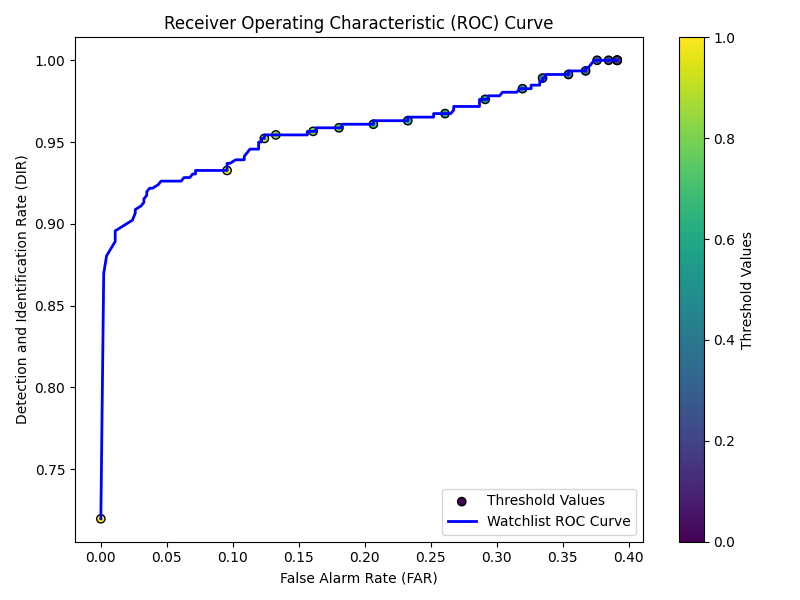 Receiver Operating Characteristic (ROC) Curve
Detection and Identification Rate (DIR)
1.00
0.95
0.90
0.85
0.80
0.75
0.00 0.05 0.10 0.15 0.20 0.25 0.30 0.35 0.40
False Alarm Rate (FAR)
Threshold Values
Watchlist ROC Curve
1.0
0.8
0.6
0.4
0.2
0.0
Threshold Values